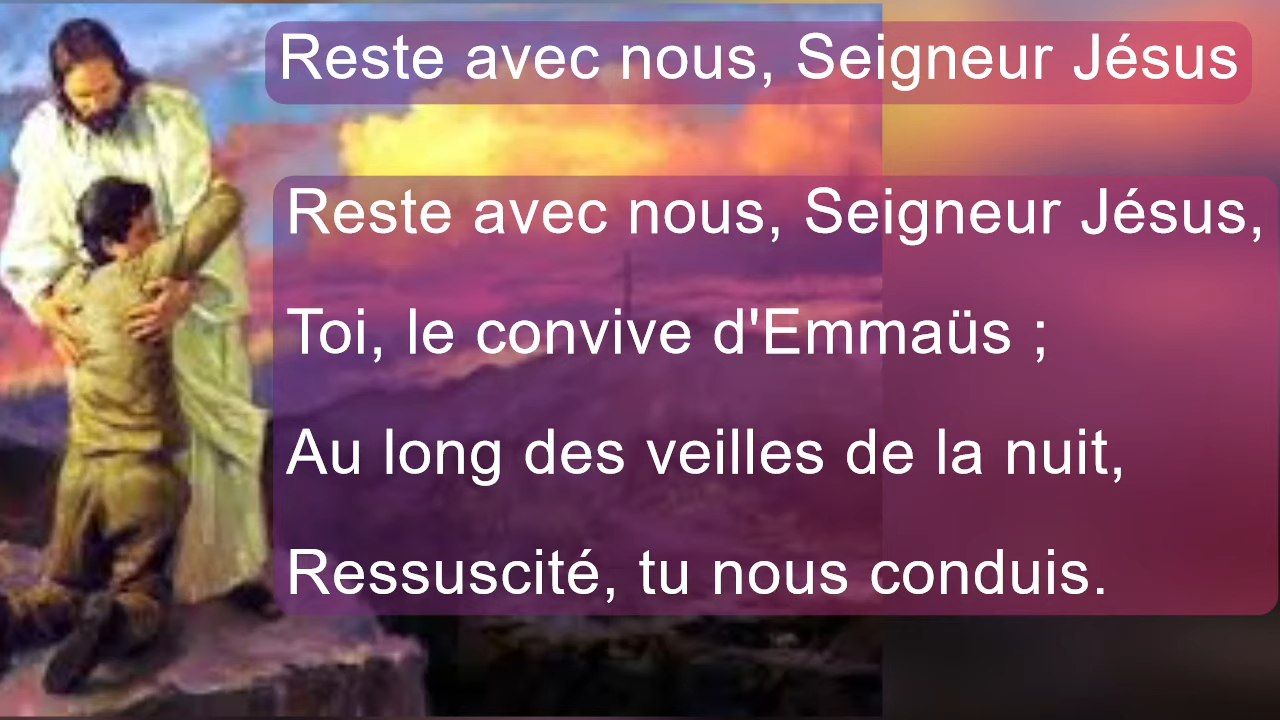 Reste avec nous, Seigneur Jésus
Reste avec nous, Seigneur Jésus,
Toi, le convive d'Emmaüs ;
Au long des veilles de la nuit,
Ressuscité, tu nous conduis.